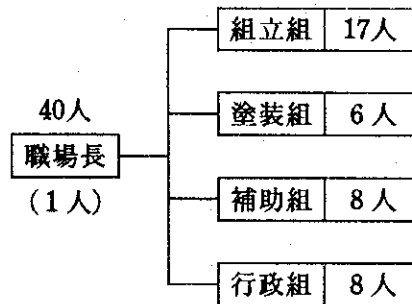 組立組 17人
40人
塗装組 6人
職場長
(1人)
補助組 8人
行政組 8人